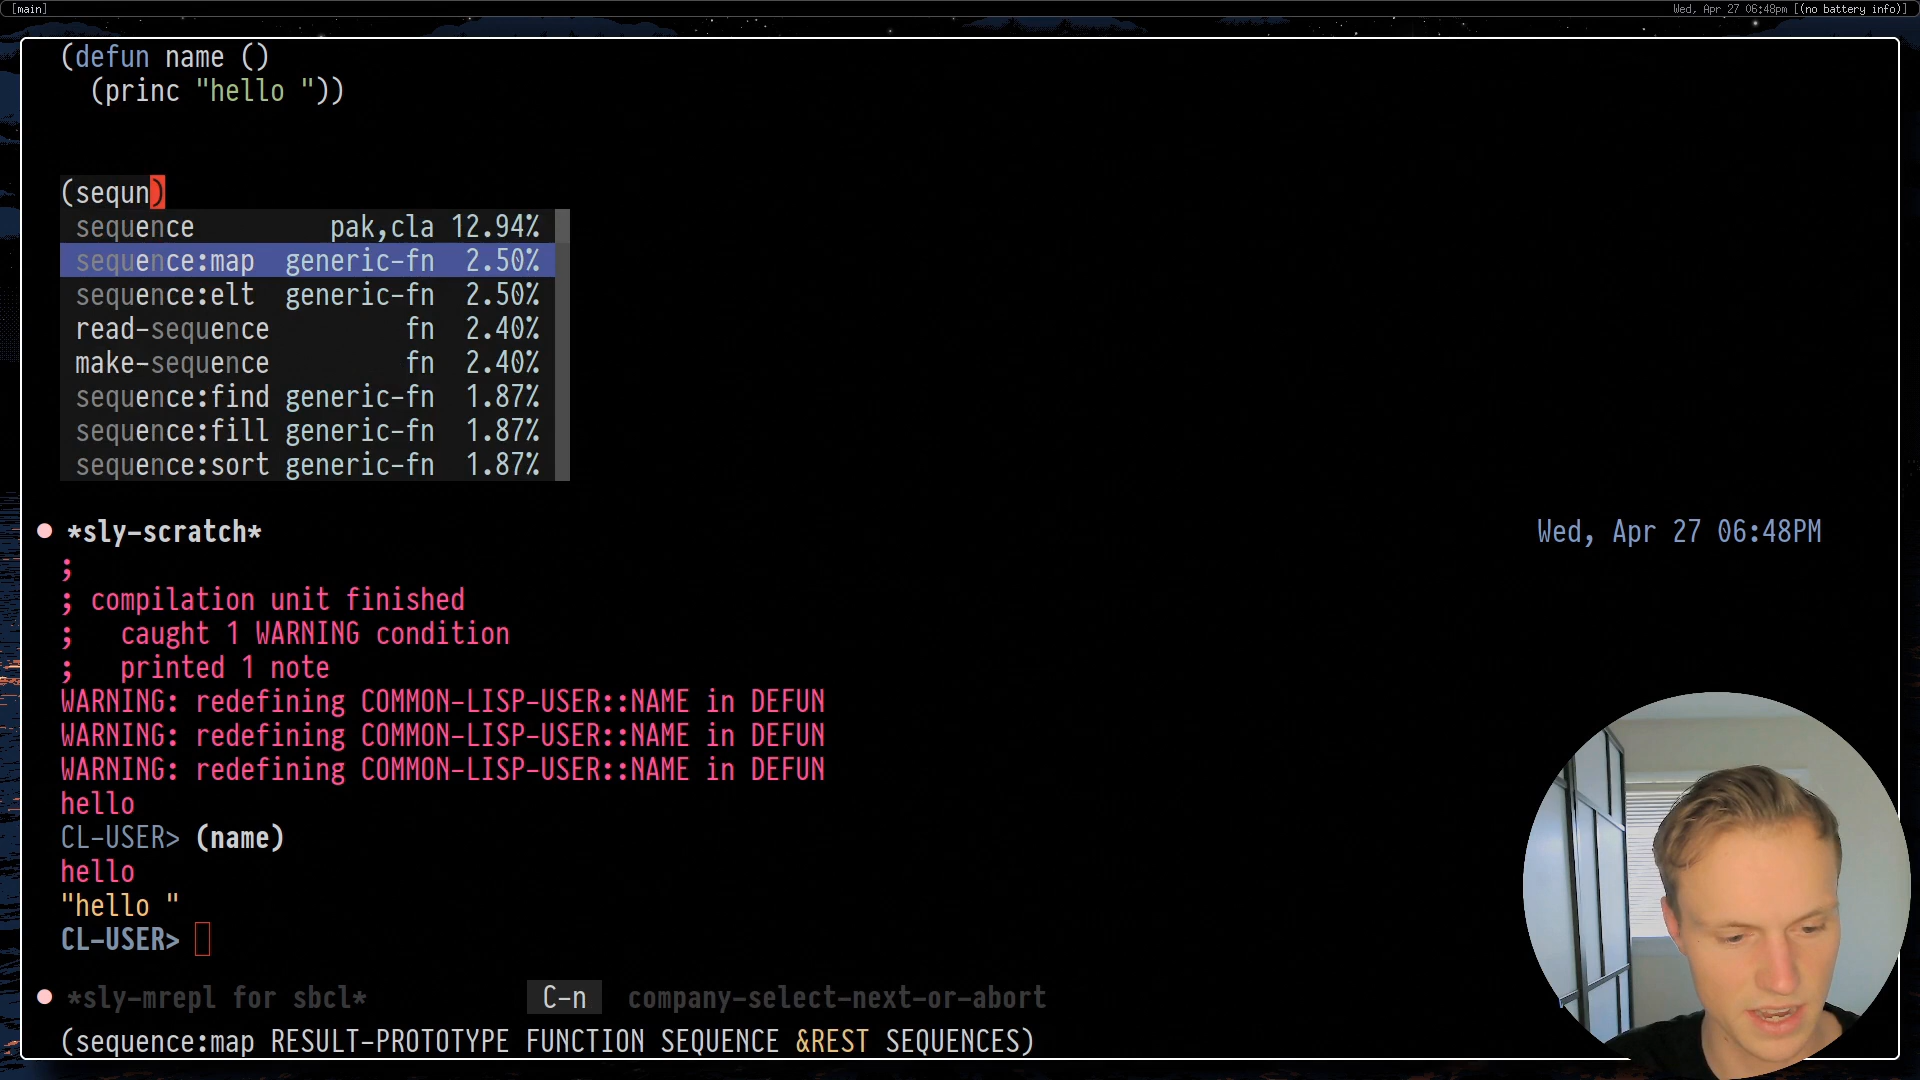 [main]
Wed, Apr 27 06:48pm [(no battery info)]
(defun name ()
(princ "hello "))
(sequn)
sequence pak,cla 12.94%
sequence:map generic-fn 2.50%
sequence:elt generic-fn 2.50%
read-sequence fn 2.40%
make-sequence fn 2.40%
sequence:find generic-fn 1.87%
sequence:fill generic-fn 1.87%
sequence:sort generic-fn 1.87%
*sly-scratch* Wed, Apr 27 06:48PM
;
; compilation unit finished
; caught 1 WARNING condition
; printed 1 note
WARNING: redefining COMMON-LISP-USER::NAME in DEFUN
WARNING: redefining COMMON-LISP-USER::NAME in DEFUN
WARNING: redefining COMMON-LISP-USER::NAME in DEFUN
hello
CL-USER> (name)
hello
"hello "
CL-USER>
*sly-mrepl for sbcl* C-n company-select-next-or-abort
(sequence:map RESULT-PROTOTYPE FUNCTION SEQUENCE &REST SEQUENCES)